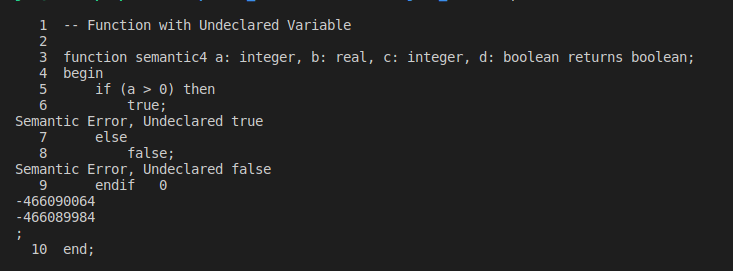 1  -- Function with Undeclared Variable
2
3  function semantic4 a: integer, b: real, c: integer, d: boolean returns boolean;
4  begin
5      if (a > 0) then
6          true;
Semantic Error, Undeclared true
7      else
8          false;
Semantic Error, Undeclared false
9      endif   0
-466090064
-466089984
;
10  end;